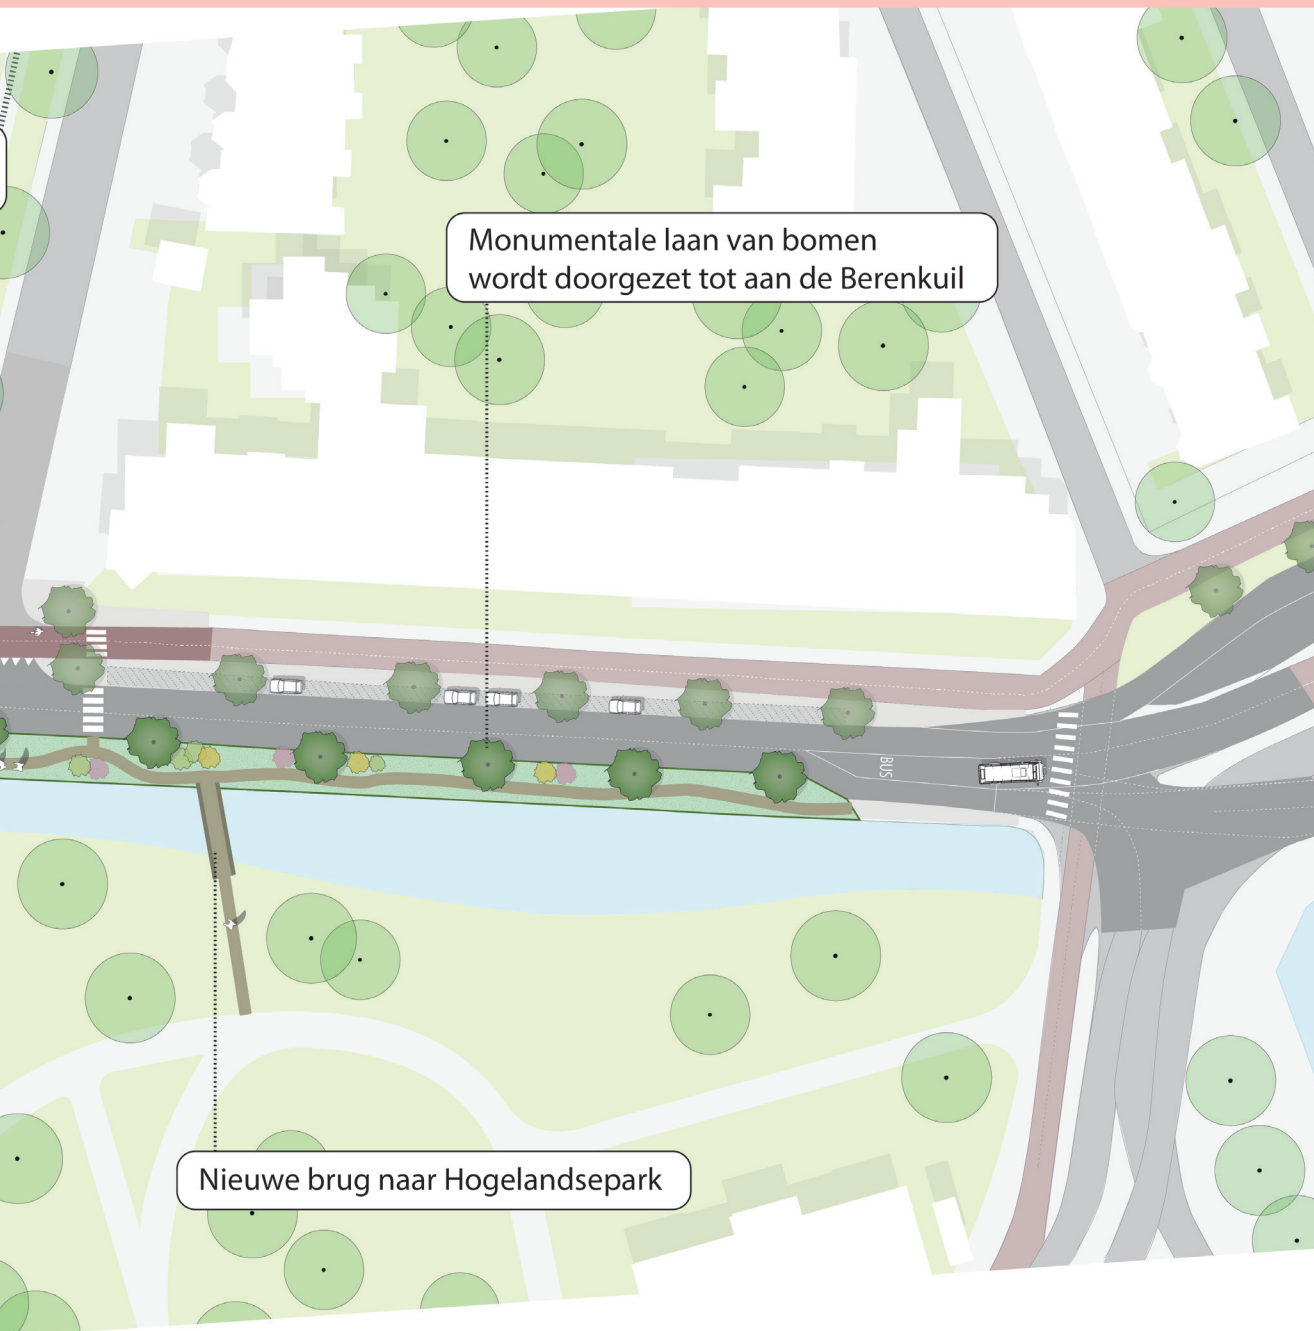 Monumentale laan van bomen
wordt doorgezet tot aan de Berenkuil
BUS
Nieuwe brug naar Hogelandsepark